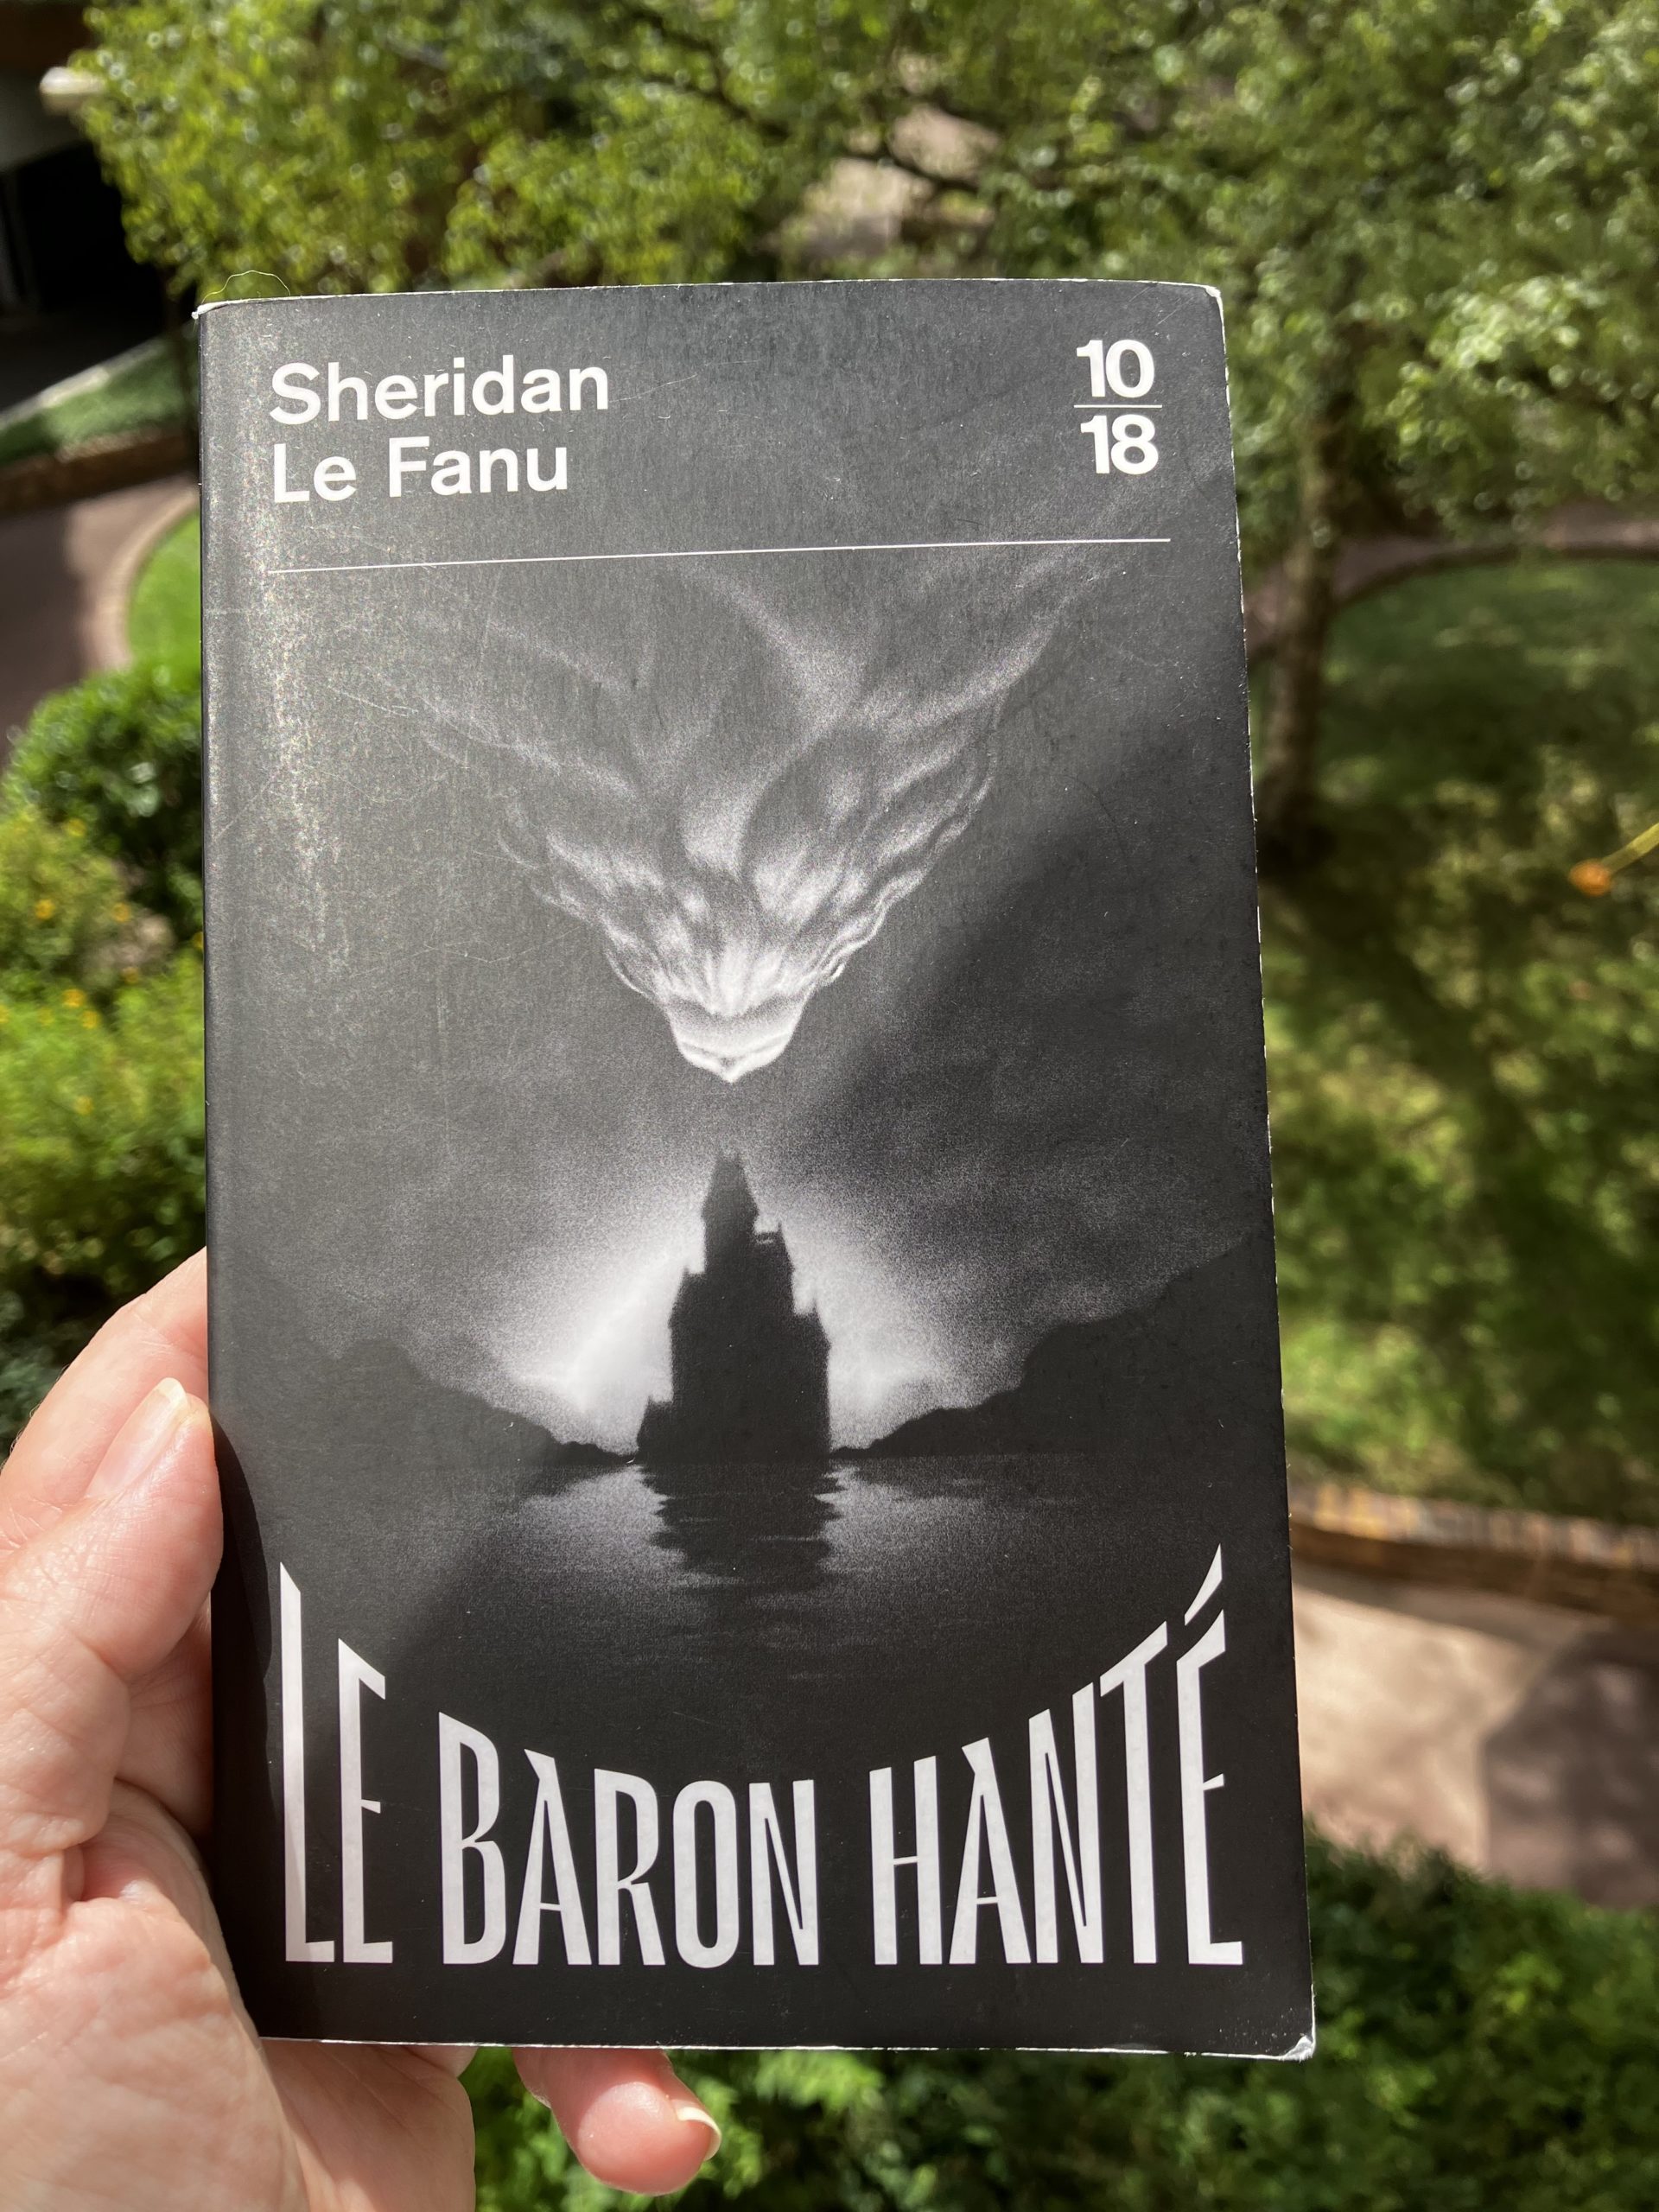 Sheridan
Le Fanu
10
18
LE BARON HANTÉ